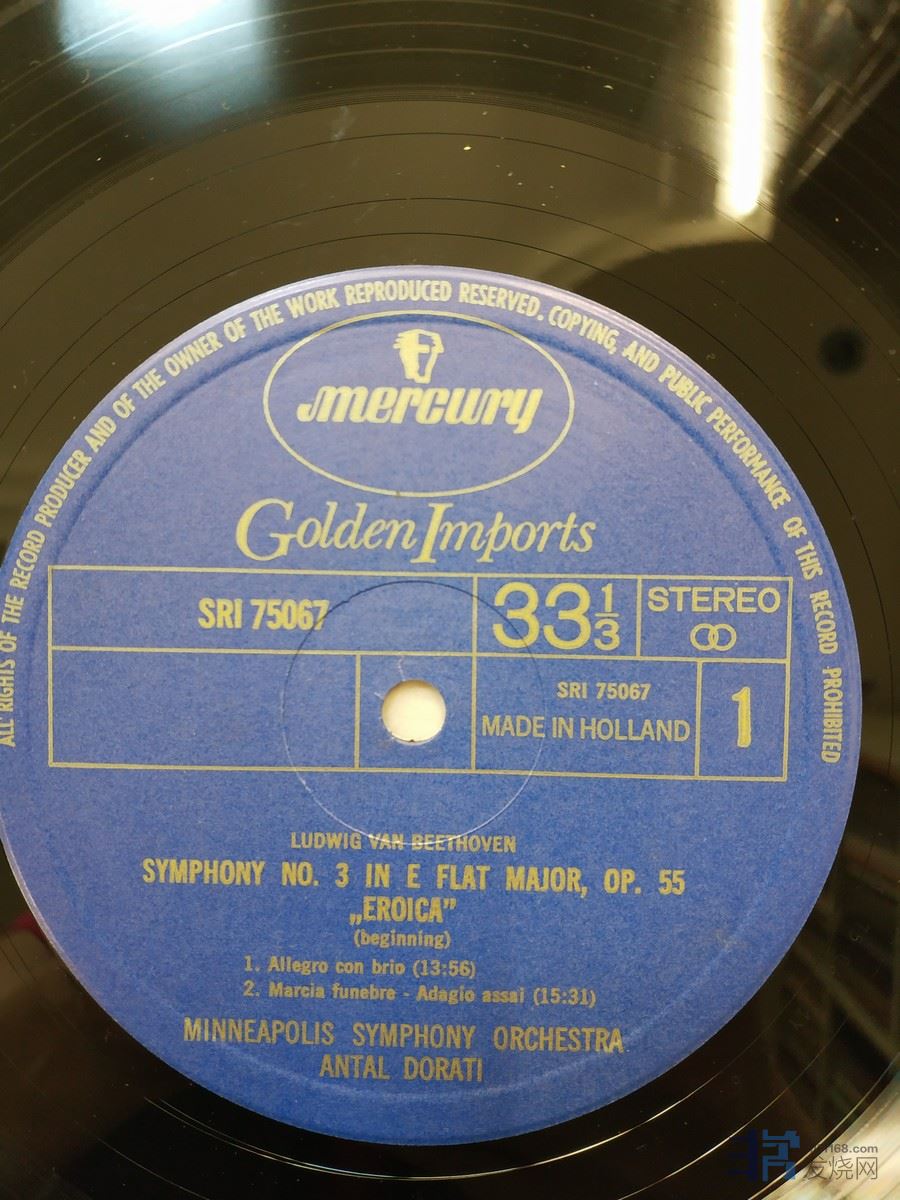 ALL RIGHTS OF THE RECORD PRODUCER AND OF THE OWNER OF THE WORK REPRODUCED RESERVED. COPYING, AND PUBLIC PERFORMANCE OF THIS RECORD PROHIBITED
mercury
Golden Imports
SRI 75067
33 1/3
STEREO
SRI 75067
MADE IN HOLLAND
1
LUDWIG VAN BEETHOVEN
SYMPHONY NO. 3 IN E FLAT MAJOR, OP. 55
„EROICA”
(beginning)
1. Allegro con brio (13:56)
2. Marcia funebre - Adagio assai (15:31)
MINNEAPOLIS SYMPHONY ORCHESTRA
ANTAL DORATI
发烧网